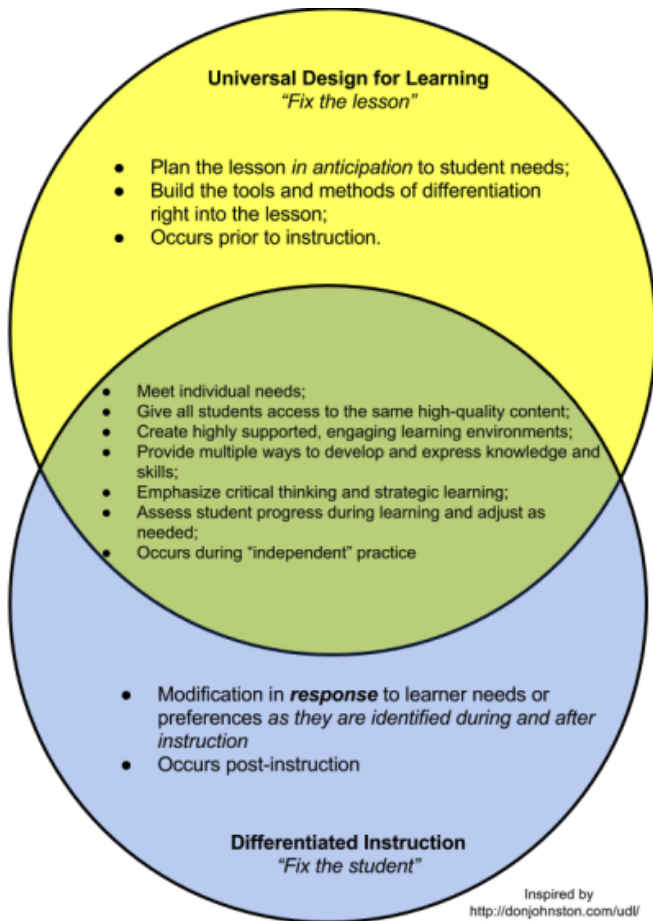 Universal Design for Learning
“Fix the lesson”
● Plan the lesson in anticipation to student needs;
● Build the tools and methods of differentiation
right into the lesson;
● Occurs prior to instruction.
● Meet individual needs;
● Give all students access to the same high-quality content;
● Create highly supported, engaging learning environments;
● Provide multiple ways to develop and express knowledge and
skills;
● Emphasize critical thinking and strategic learning;
● Assess student progress during learning and adjust as
needed;
● Occurs during “independent” practice
● Modification in response to learner needs or
preferences as they are identified during and after
instruction
● Occurs post-instruction
Differentiated Instruction
“Fix the student”
Inspired by
http://donjohnston.com/udl/